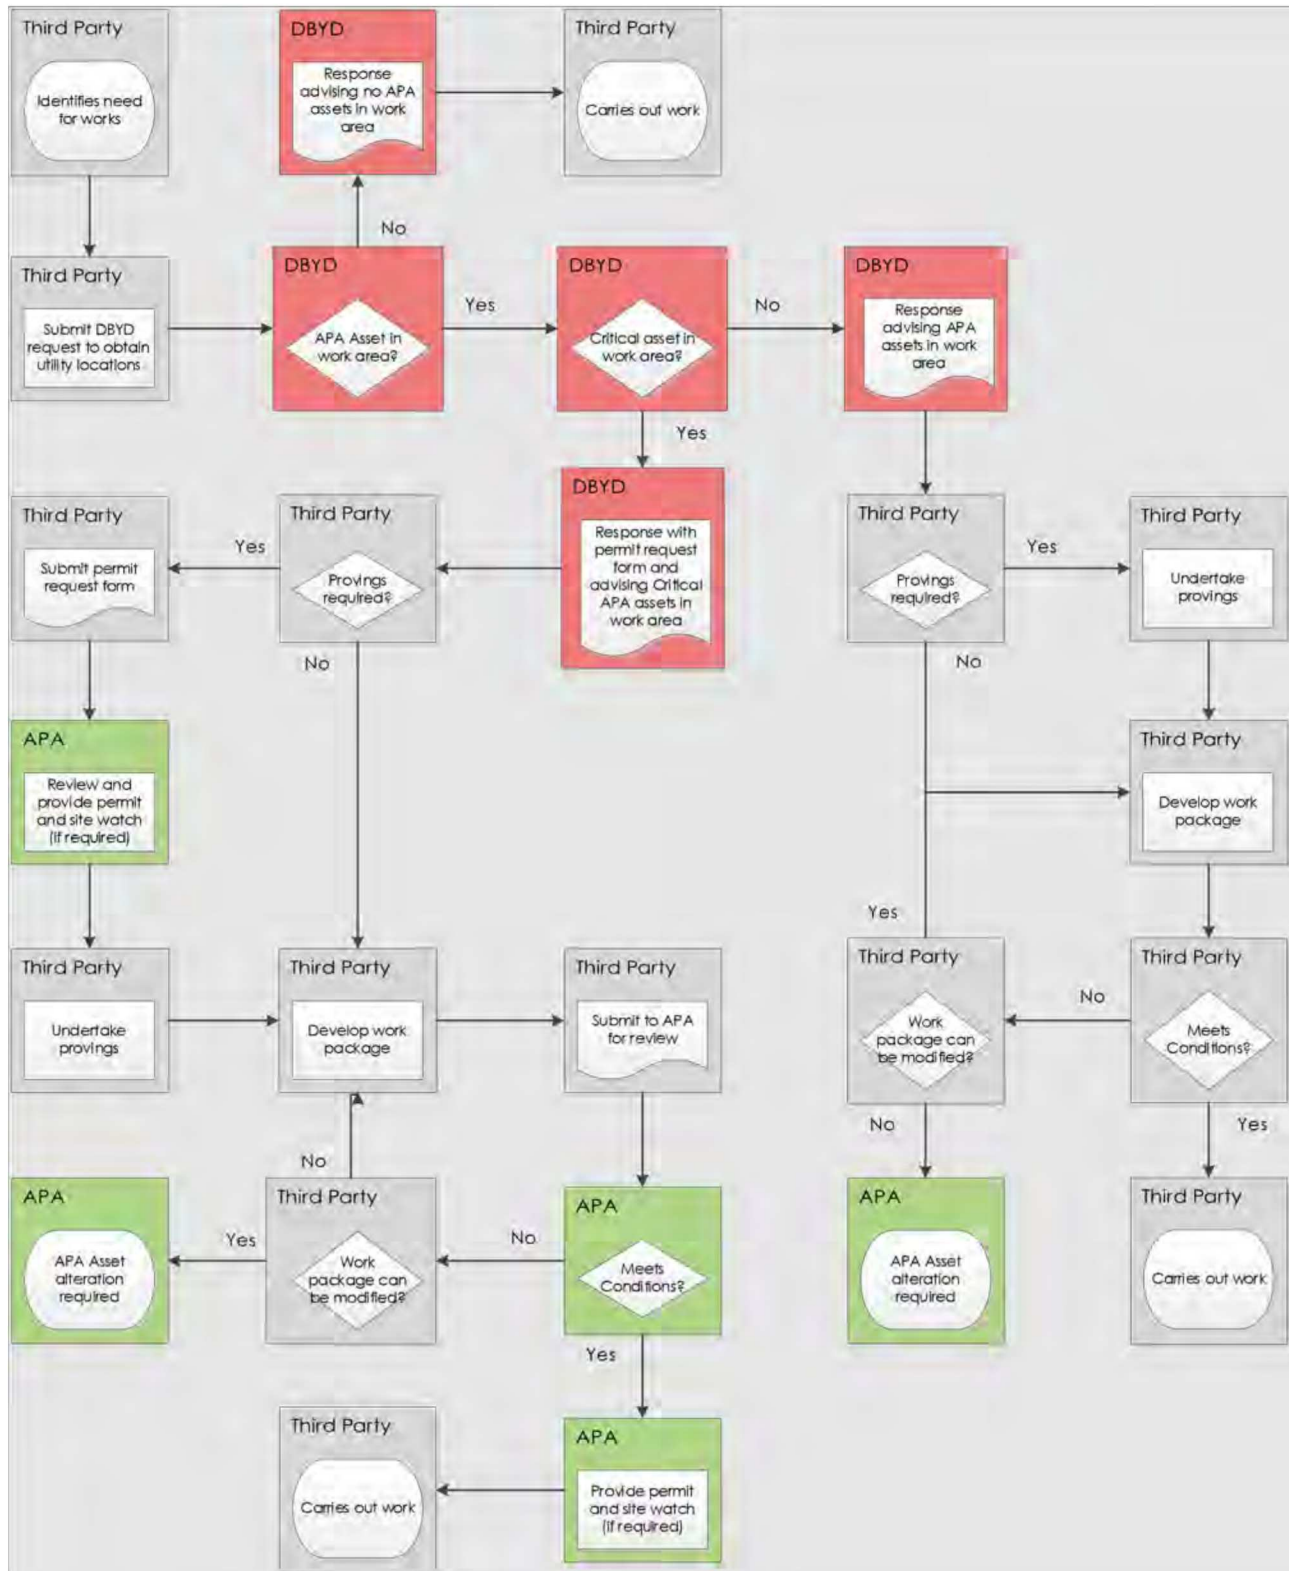 Third Party
Identifies need
for works
DBYD
Response
advising no APA
assets in work
area
Third Party
Carries out work
No
Third Party
Submit DBYD
request to obtain
utility locations
DBYD
APA Asset in
work area?
Yes
DBYD
Critical asset in
work area?
No
DBYD
Response
advising APA
assets in work
area
Yes
Third Party
Submit permit
request form
Yes
Third Party
Provings
required?
DBYD
Response with
permit request
form and
advising Critical
APA assets in
work area
Third Party
Provings
required?
Yes
Third Party
Undertake
provings
No
No
APA
Review and
provide permit
and site watch
(if required)
Third Party
Develop work
package
Yes
Third Party
Undertake
provings
Third Party
Develop work
package
Third Party
Submit to APA
for review
Third Party
Work
package can
be modified?
No
Third Party
Meets
Conditions?
No
No
Yes
APA
APA Asset
alteration
required
Yes
Third Party
Work
package can
be modified?
No
APA
Meets
Conditions?
APA
APA Asset
alteration
required
Third Party
Carries out work
Yes
Third Party
Carries out work
APA
Provide permit
and site watch
(if required)